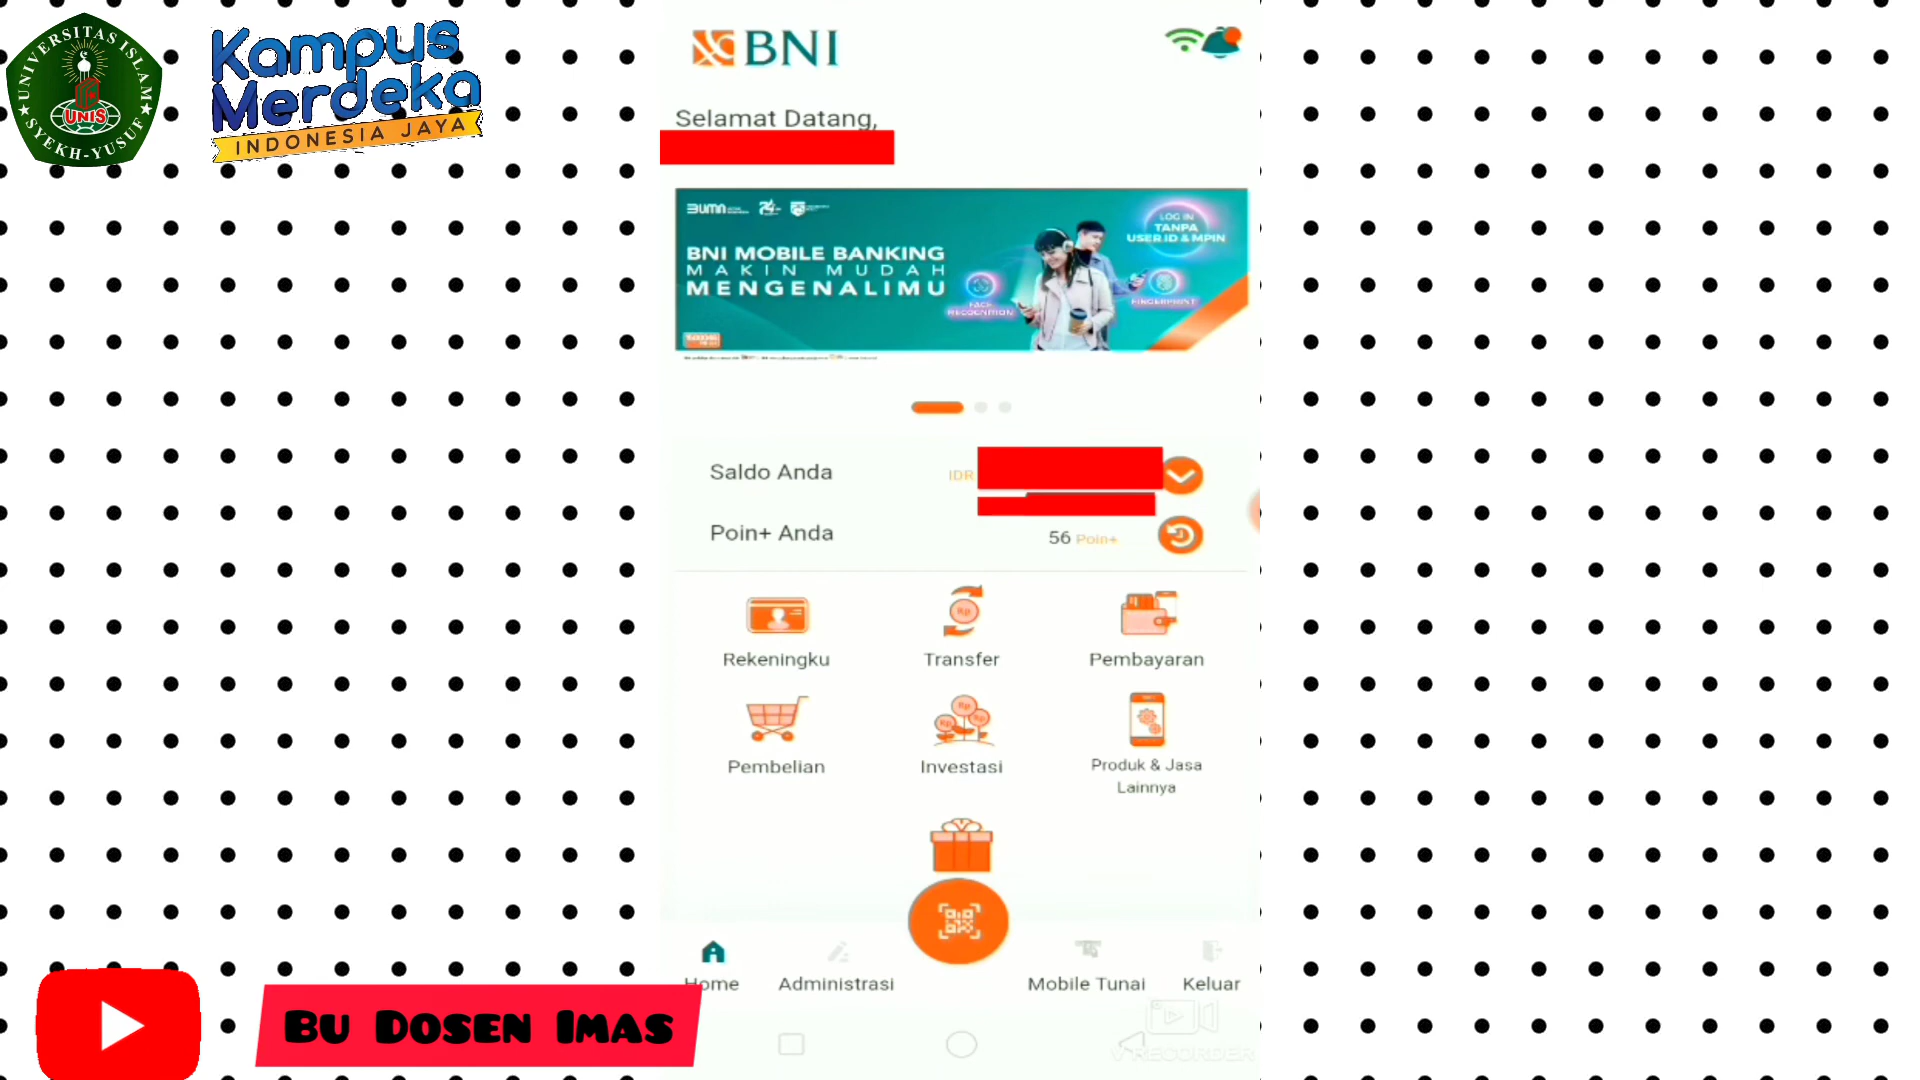 UNIVERSITAS ISLAM
UNIS
SYEKH-YUSUF
Kampus
Merdeka
INDONESIA JAYA
BNI
Selamat Datang,
BUMN
LOG IN
TANPA
USER ID & MPIN
BNI MOBILE BANKING
MAKIN MUDAH
MENGENALIMU
FACE
RECOGNITION
FINGERPRINT
Saldo Anda
IDR
Poin+ Anda
56 Poin+
Rekeningku
Transfer
Pembayaran
Pembelian
Investasi
Produk & Jasa
Lainnya
Home
Administrasi
Mobile Tunai
Keluar
Bu Dosen Imas
V RECORDER